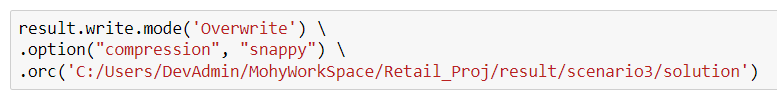 result.write.mode('Overwrite') \
.option("compression", "snappy") \
.orc('C:/Users/DevAdmin/MohyWorkSpace/Retail_Proj/result/scenario3/solution')